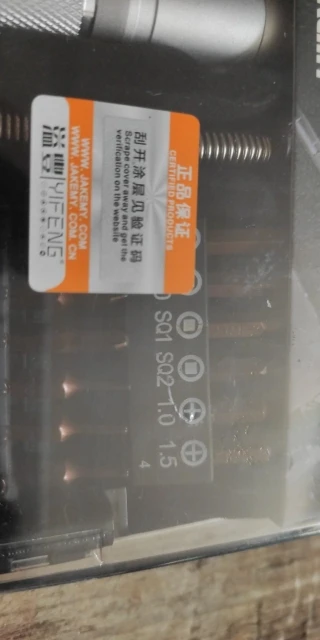 正品保证
CERTIFIED PRODUCTS
刮开涂层见验证码
Scrape cover away and get the
verification on the website
WWW. JAKEMY. COM
WWW. JAKEMY. COM.CN
YIFENG
SQ1 SQ2 1.0 1.5
4